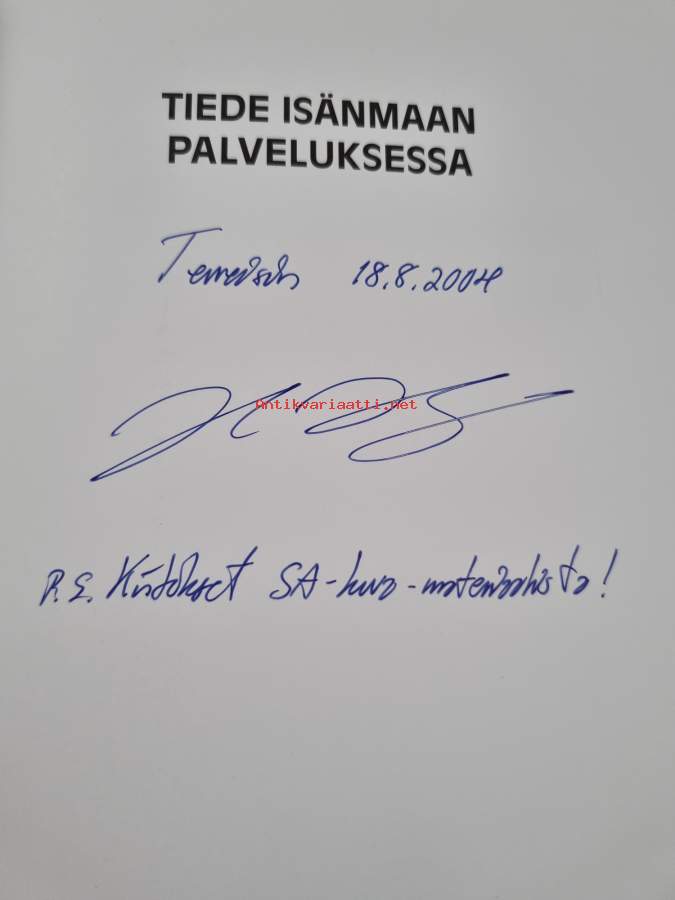 TIEDE ISÄNMAAN
PALVELUKSESSA
18.8.2004
Antikvariaatti.net
P.S. Kiitokset SA-kuva-materiaalista!